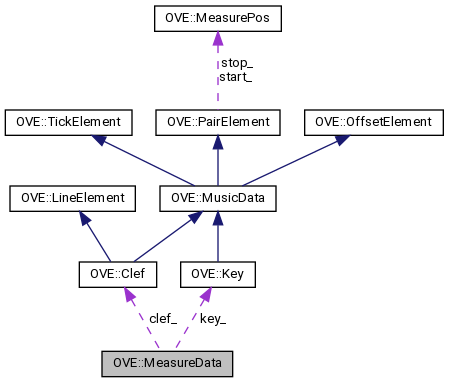 OVE::MeasurePos
stop_
start_
OVE::TickElement
OVE::PairElement
OVE::OffsetElement
OVE::LineElement
OVE::MusicData
OVE::Clef
OVE::Key
clef_
key_
OVE::MeasureData